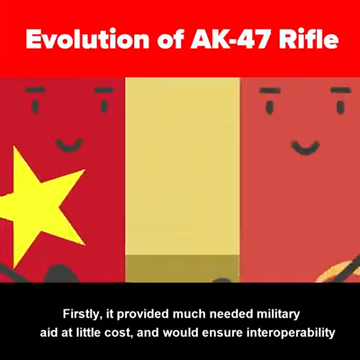 Evolution of AK-47 Rifle
Firstly, it provided much needed military
aid at little cost, and would ensure interoperability